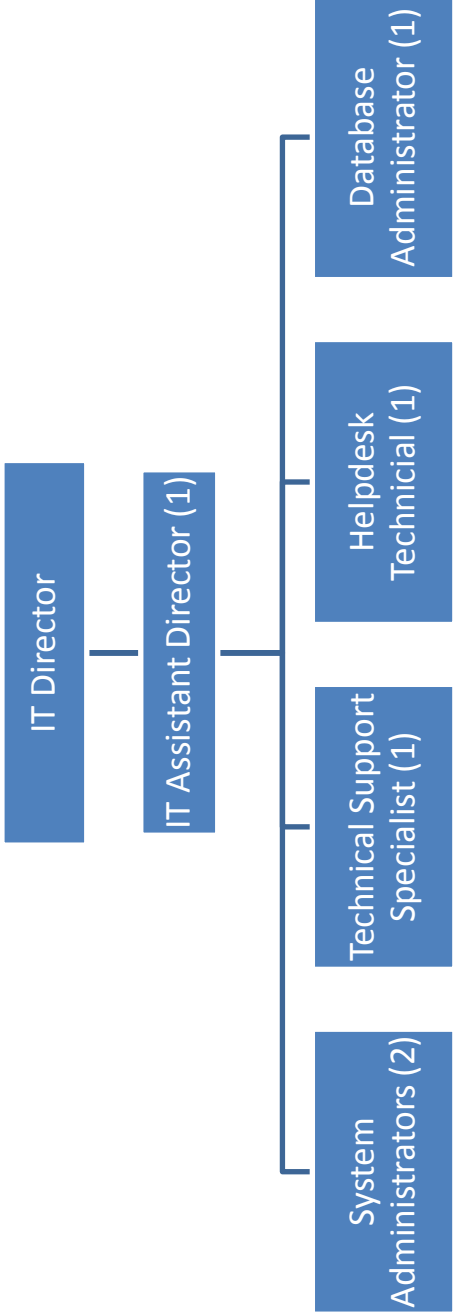 IT Director
IT Assistant Director (1)
System
Administrators (2)
Technical Support
Specialist (1)
Helpdesk
Technicial (1)
Database
Administrator (1)